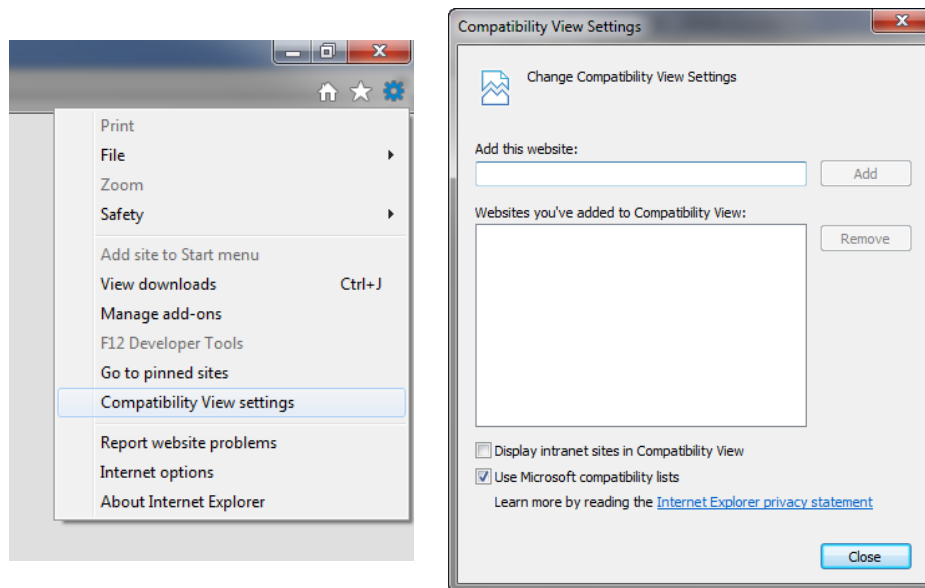 Print
File
Zoom
Safety
Add site to Start menu
View downloads Ctrl+J
Manage add-ons
F12 Developer Tools
Go to pinned sites
Compatibility View settings
Report website problems
Internet options
About Internet Explorer
Compatibility View Settings
Change Compatibility View Settings
Add this website:
Add
Websites you've added to Compatibility View:
Remove
Display intranet sites in Compatibility View
Use Microsoft compatibility lists
Learn more by reading the Internet Explorer privacy statement
Close